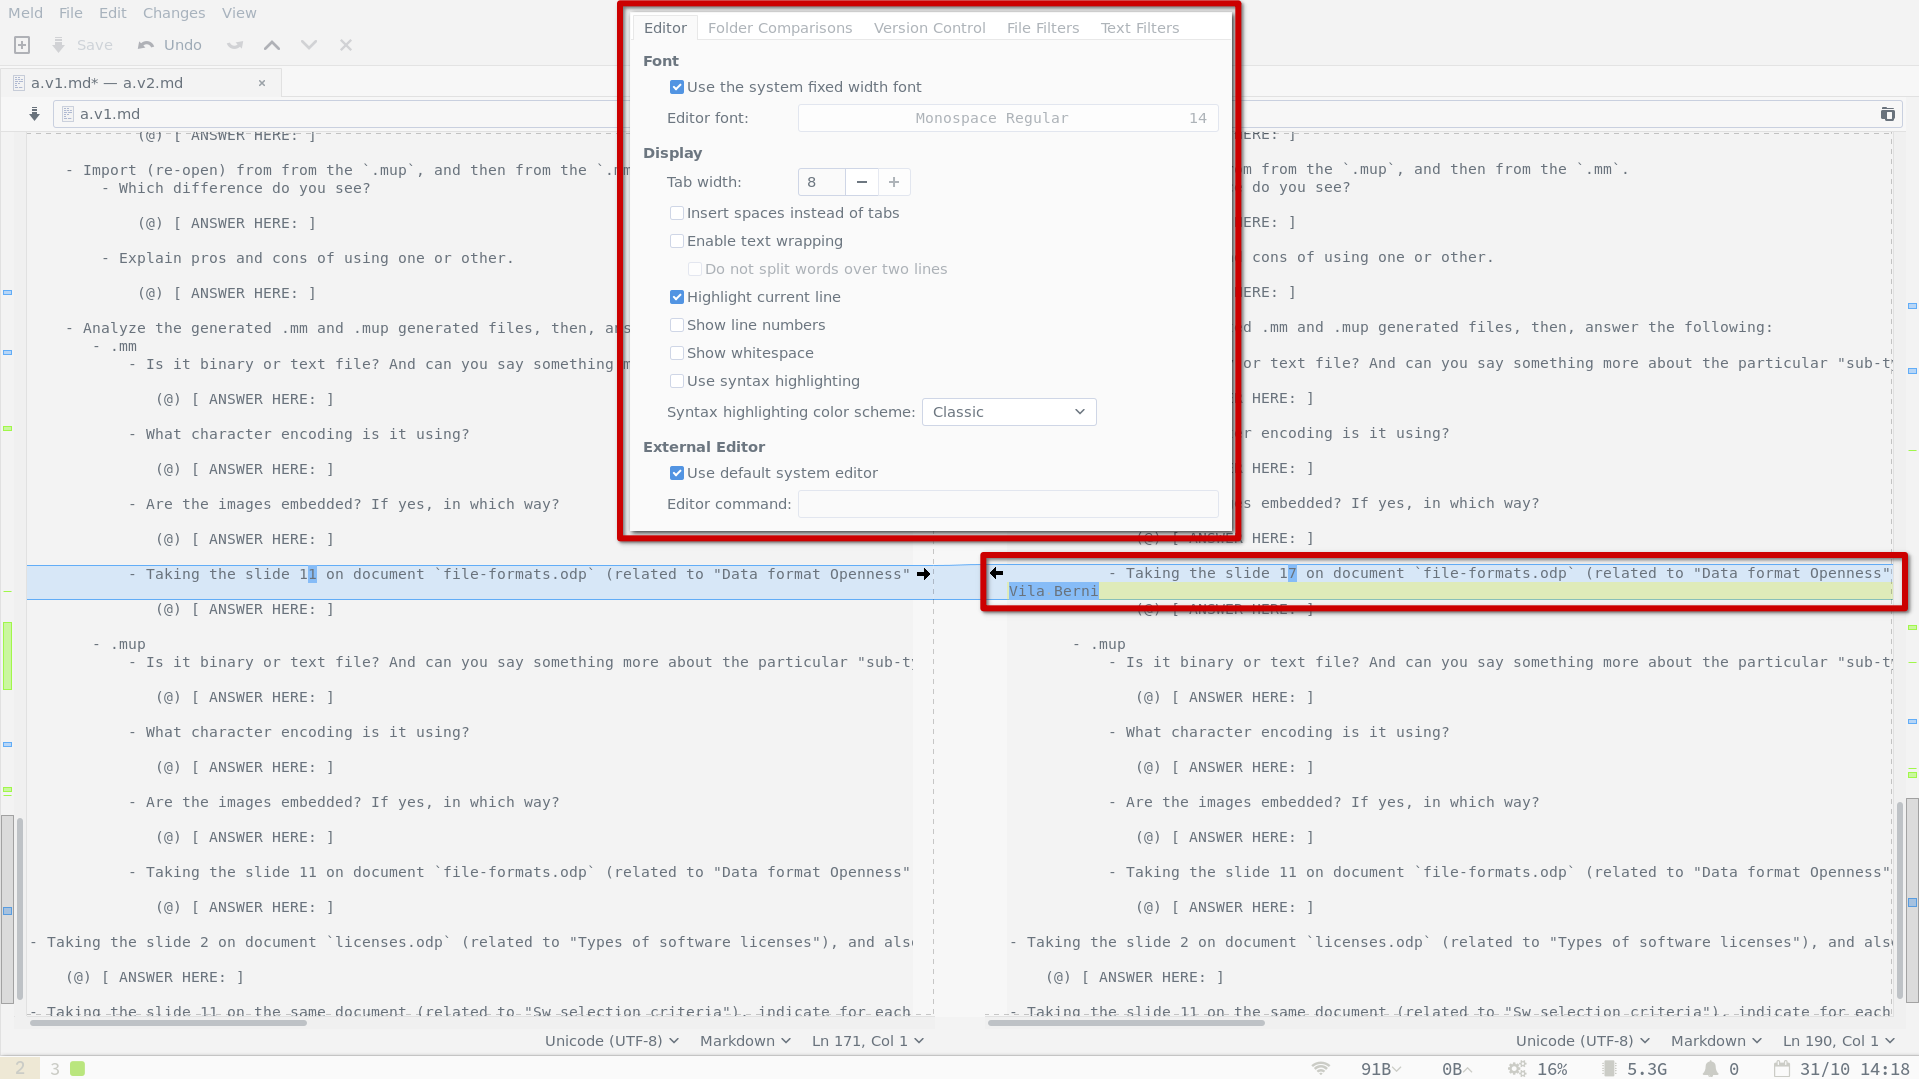 Meld File Edit Changes View
Save Undo
a.v1.md* — a.v2.md
a.v1.md
(@) [ ANSWER HERE: ]
- Import (re-open) from from the `.mup`, and then from the `.mm
- Which difference do you see?
(@) [ ANSWER HERE: ]
- Explain pros and cons of using one or other.
(@) [ ANSWER HERE: ]
- Analyze the generated .mm and .mup generated files, then, ans
- .mm
- Is it binary or text file? And can you say something m
(@) [ ANSWER HERE: ]
- What character encoding is it using?
(@) [ ANSWER HERE: ]
- Are the images embedded? If yes, in which way?
(@) [ ANSWER HERE: ]
- Taking the slide 11 on document `file-formats.odp` (related to "Data format Openness"
(@) [ ANSWER HERE: ]
- .mup
- Is it binary or text file? And can you say something more about the particular "sub-ty
(@) [ ANSWER HERE: ]
- What character encoding is it using?
(@) [ ANSWER HERE: ]
- Are the images embedded? If yes, in which way?
(@) [ ANSWER HERE: ]
- Taking the slide 11 on document `file-formats.odp` (related to "Data format Openness"
(@) [ ANSWER HERE: ]
- Taking the slide 2 on document `licenses.odp` (related to "Types of software licenses"), and also
(@) [ ANSWER HERE: ]
- Taking the slide 11 on the same document (related to "Sw selection criteria"), indicate for each
Unicode (UTF-8) Markdown Ln 171, Col 1
Editor Folder Comparisons Version Control File Filters Text Filters
Font
Use the system fixed width font
Editor font: Monospace Regular 14
Display
Tab width: 8
Insert spaces instead of tabs
Enable text wrapping
Do not split words over two lines
Highlight current line
Show line numbers
Show whitespace
Use syntax highlighting
Syntax highlighting color scheme: Classic
External Editor
Use default system editor
Editor command:
ERE: ]
om from the `.mup`, and then from the `.mm`.
do you see?
ERE: ]
cons of using one or other.
ERE: ]
d .mm and .mup generated files, then, answer the following:
or text file? And can you say something more about the particular "sub-ty
ERE: ]
er encoding is it using?
ERE: ]
es embedded? If yes, in which way?
(@) [ ANSWER HERE: ]
- Taking the slide 17 on document `file-formats.odp` (related to "Data format Openness"
Vila Berni
(@) [ ANSWER HERE: ]
- .mup
- Is it binary or text file? And can you say something more about the particular "sub-t
(@) [ ANSWER HERE: ]
- What character encoding is it using?
(@) [ ANSWER HERE: ]
- Are the images embedded? If yes, in which way?
(@) [ ANSWER HERE: ]
- Taking the slide 11 on document `file-formats.odp` (related to "Data format Openness"
(@) [ ANSWER HERE: ]
- Taking the slide 2 on document `licenses.odp` (related to "Types of software licenses"), and als
(@) [ ANSWER HERE: ]
- Taking the slide 11 on the same document (related to "Sw selection criteria"), indicate for each
Unicode (UTF-8) Markdown Ln 190, Col 1
2 3 91B 0B 16% 5.3G 0 31/10 14:18